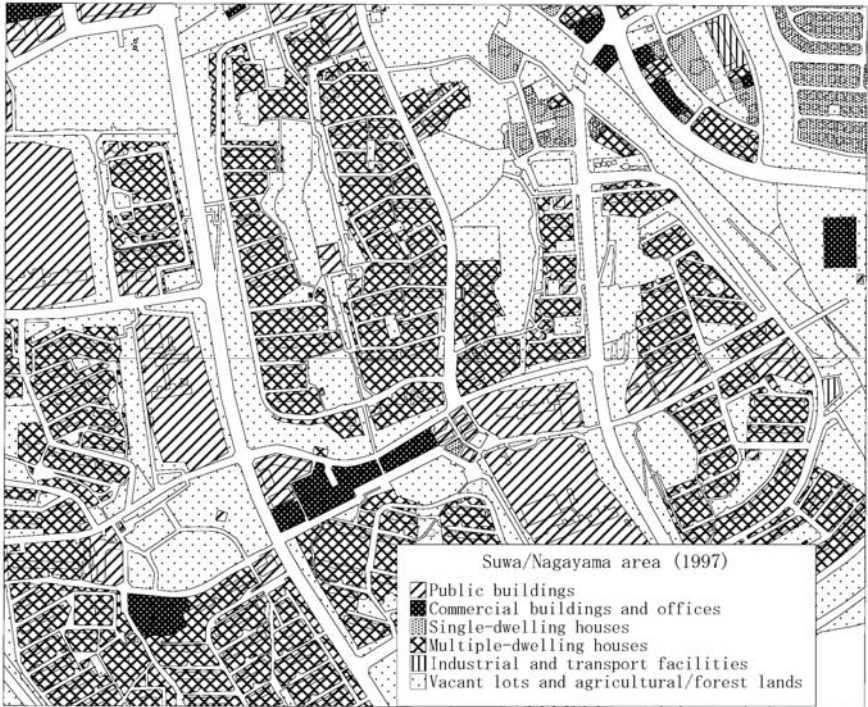 Suwa/Nagayama area (1997)
Public buildings
Commercial buildings and offices
Single-dwelling houses
Multiple-dwelling houses
Industrial and transport facilities
Vacant lots and agricultural/forest lands